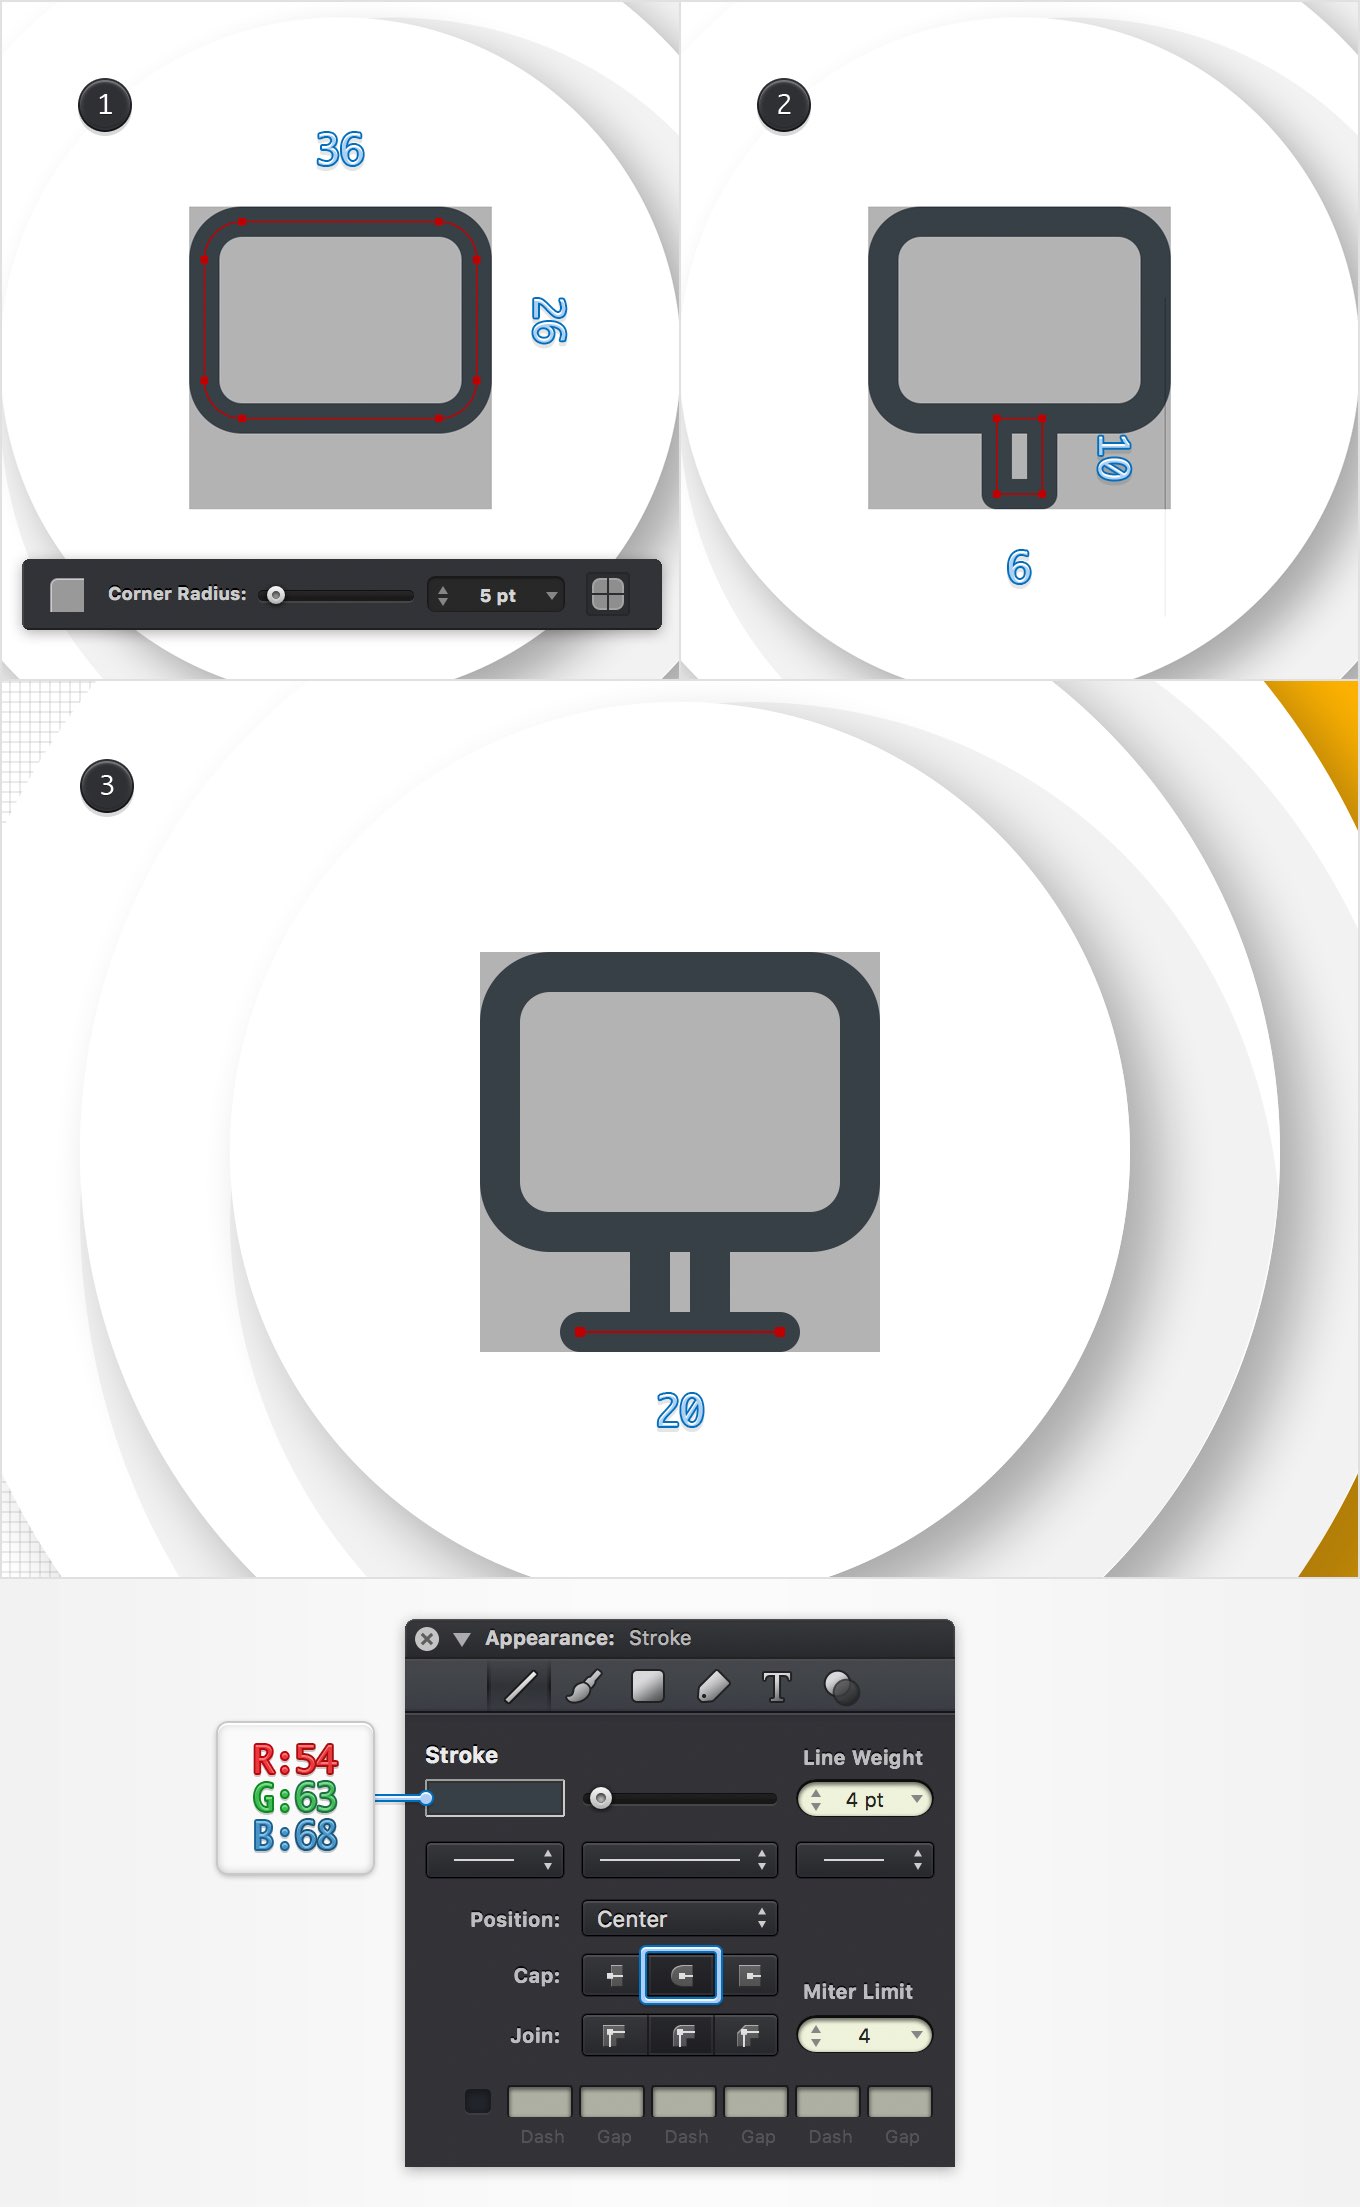 1
36
26
Corner Radius:
5 pt
2
10
6
3
20
Appearance: Stroke
T
Stroke
Line Weight
R:54
G:63
B:68
4 pt
Position:
Center
Cap:
Miter Limit
Join:
4
Dash Gap Dash Gap Dash Gap